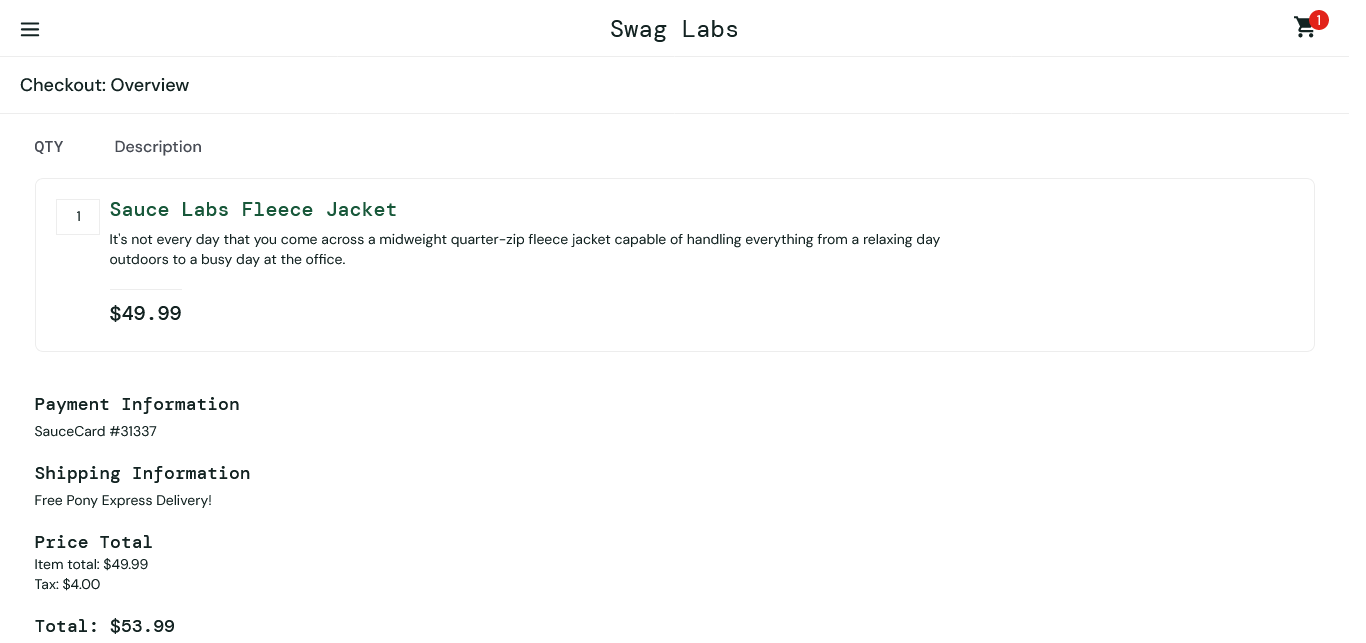 Swag Labs
1
Checkout: Overview
QTY Description
1
Sauce Labs Fleece Jacket
It's not every day that you come across a midweight quarter-zip fleece jacket capable of handling everything from a relaxing day
outdoors to a busy day at the office.
$49.99
Payment Information
SauceCard #31337
Shipping Information
Free Pony Express Delivery!
Price Total
Item total: $49.99
Tax: $4.00
Total: $53.99